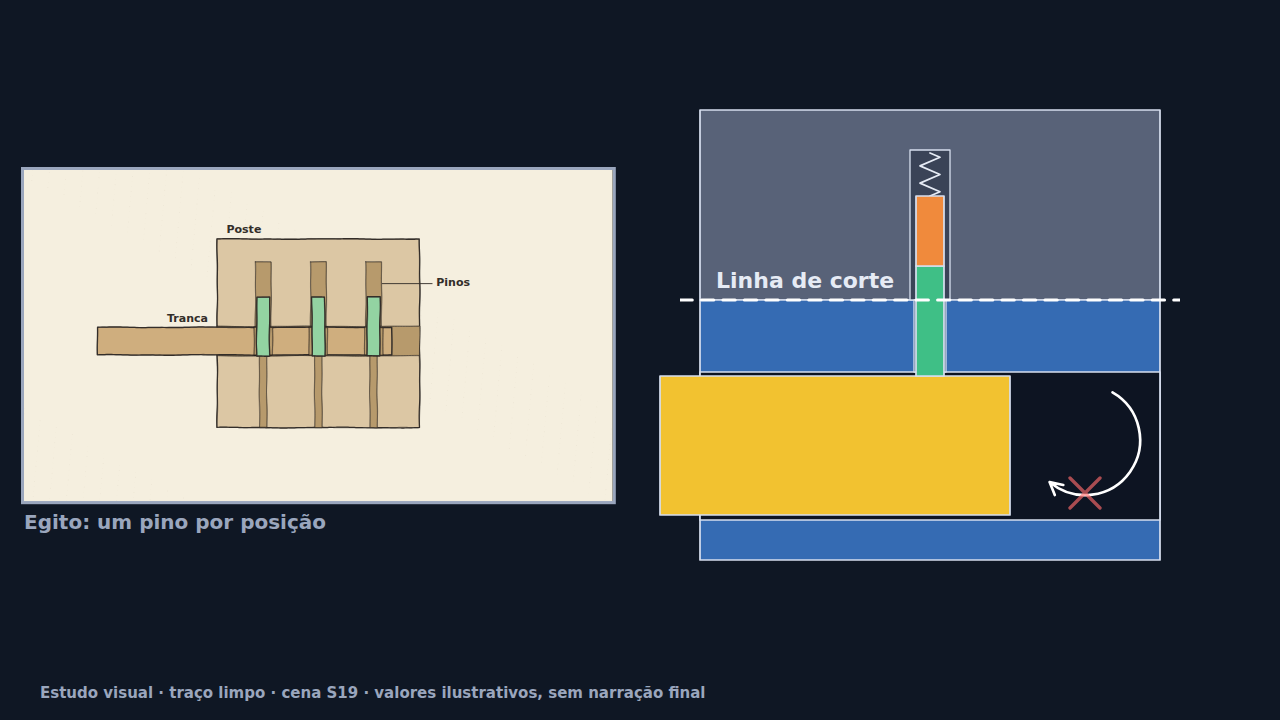 Poste
Pinos
Tranca
Egito: um pino por posição
Linha de corte
Estudo visual · traço limpo · cena S19 · valores ilustrativos, sem narração final